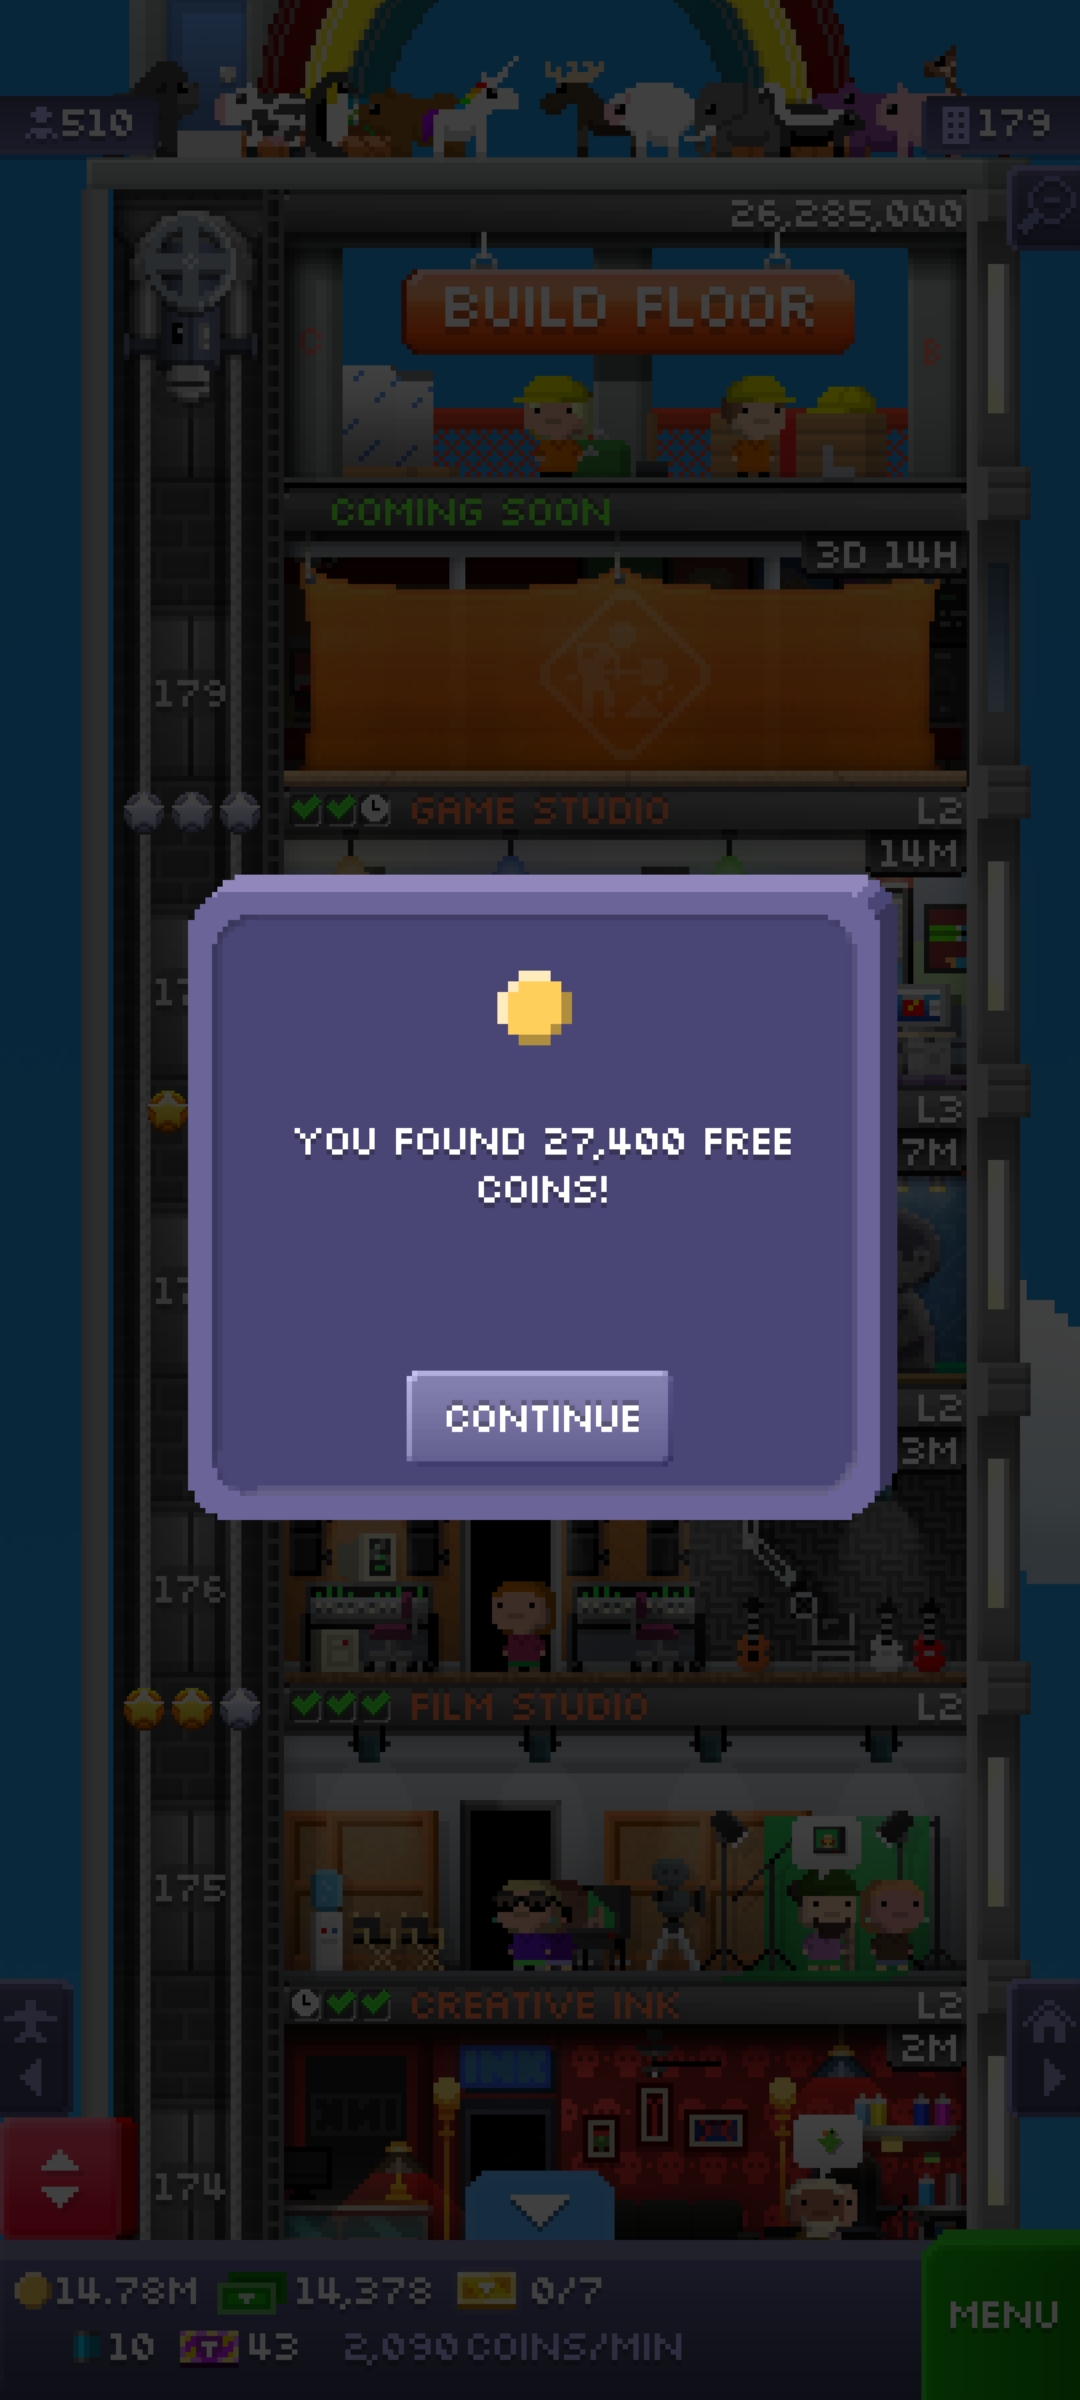 510
179
26,285,000
BUILD FLOOR
COMING SOON
3D 14H
179
GAME STUDIO
L2
14M
L3
7M
YOU FOUND 27,400 FREE
COINS!
L2
CONTINUE
3M
176
FILM STUDIO
L2
175
CREATIVE INK
L2
2M
INK
174
14.78M
14,378
0/7
10
43
2,090 COINS/MIN
MENU